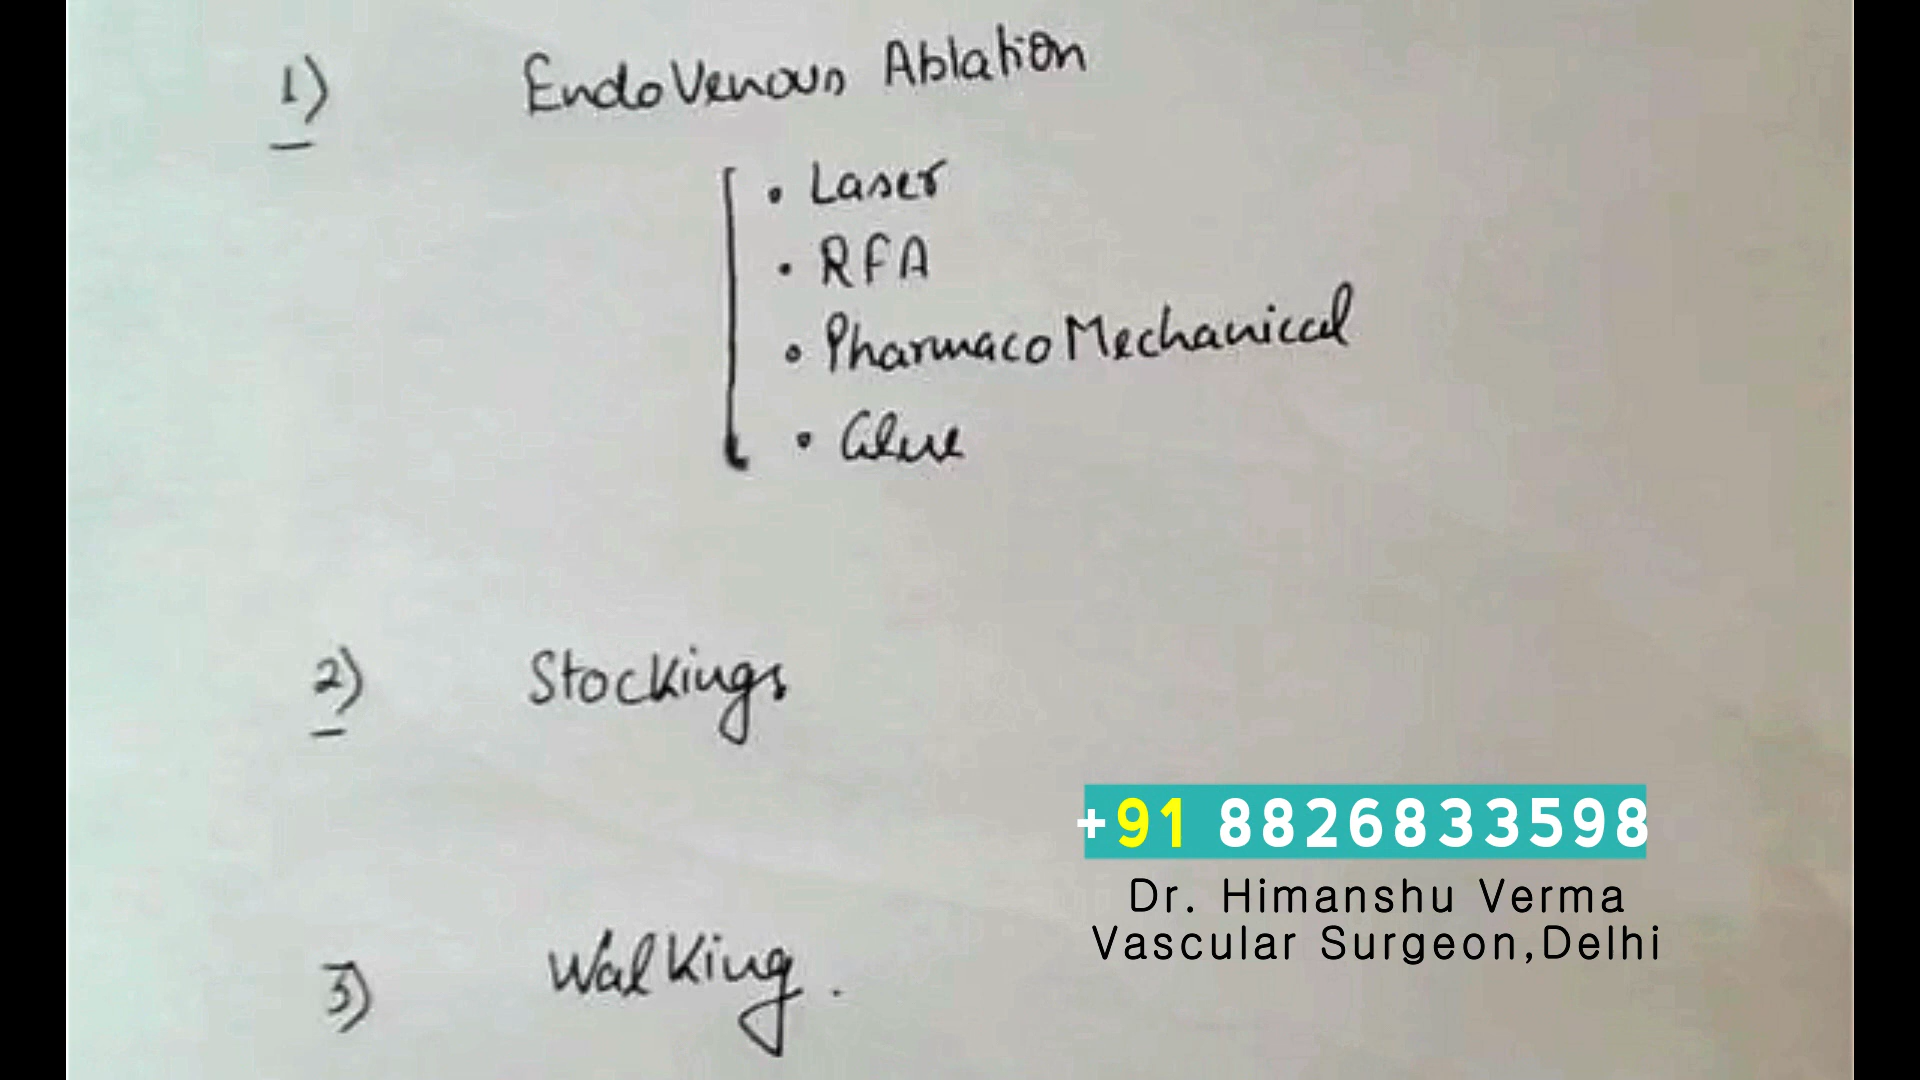 1) EndoVenous Ablation
• Laser
• RFA
• PharmacoMechanical
• Glue
2) Stockings
3) Walking.
+91 8826833598
Dr. Himanshu Verma
Vascular Surgeon,Delhi